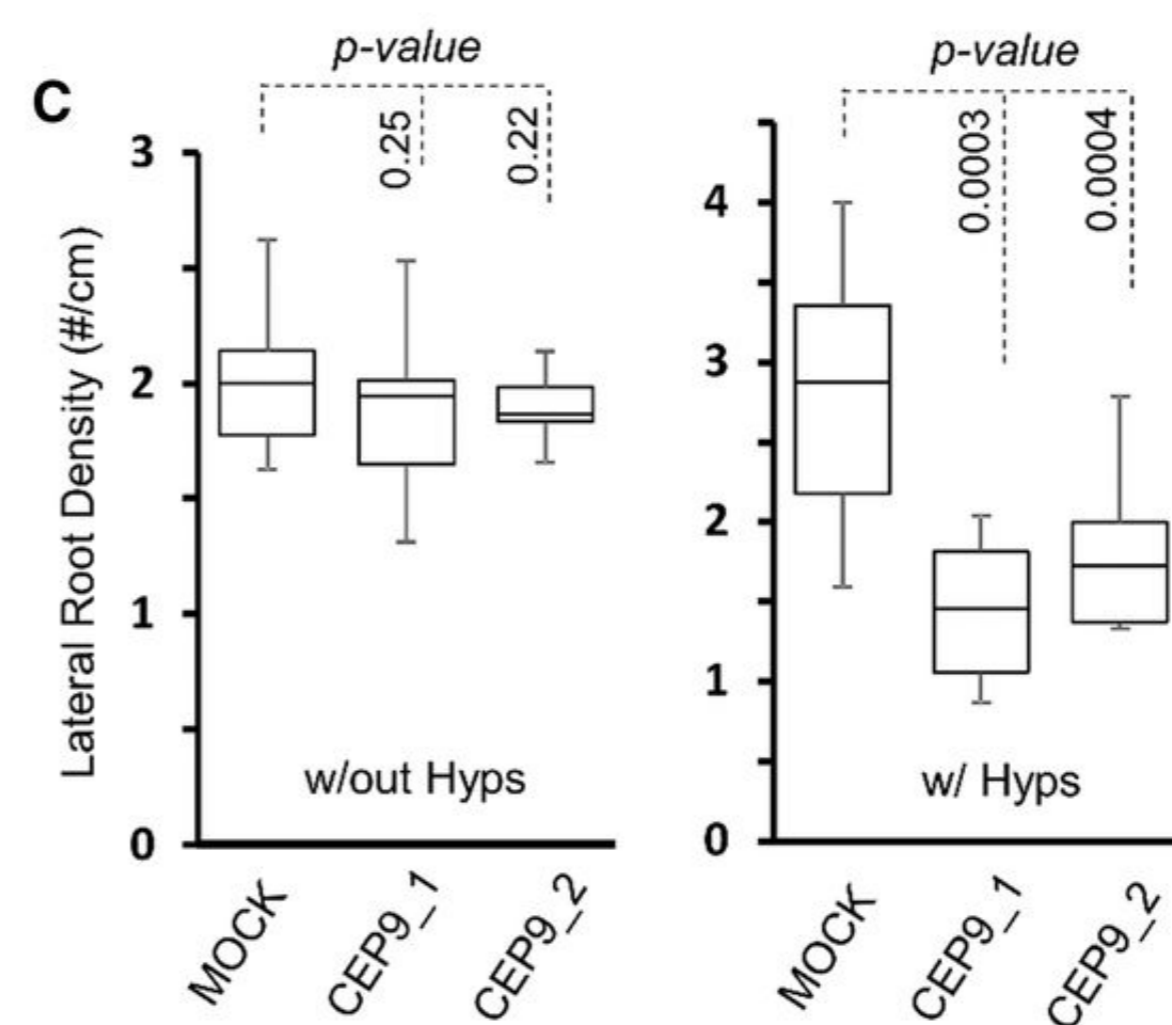 C
p-value
0.25
0.22
Lateral Root Density (#/cm)
3
2
1
0
w/out Hyps
MOCK
CEP9_1
CEP9_2
p-value
0.0003
0.0004
4
3
2
1
0
w/ Hyps
MOCK
CEP9_1
CEP9_2